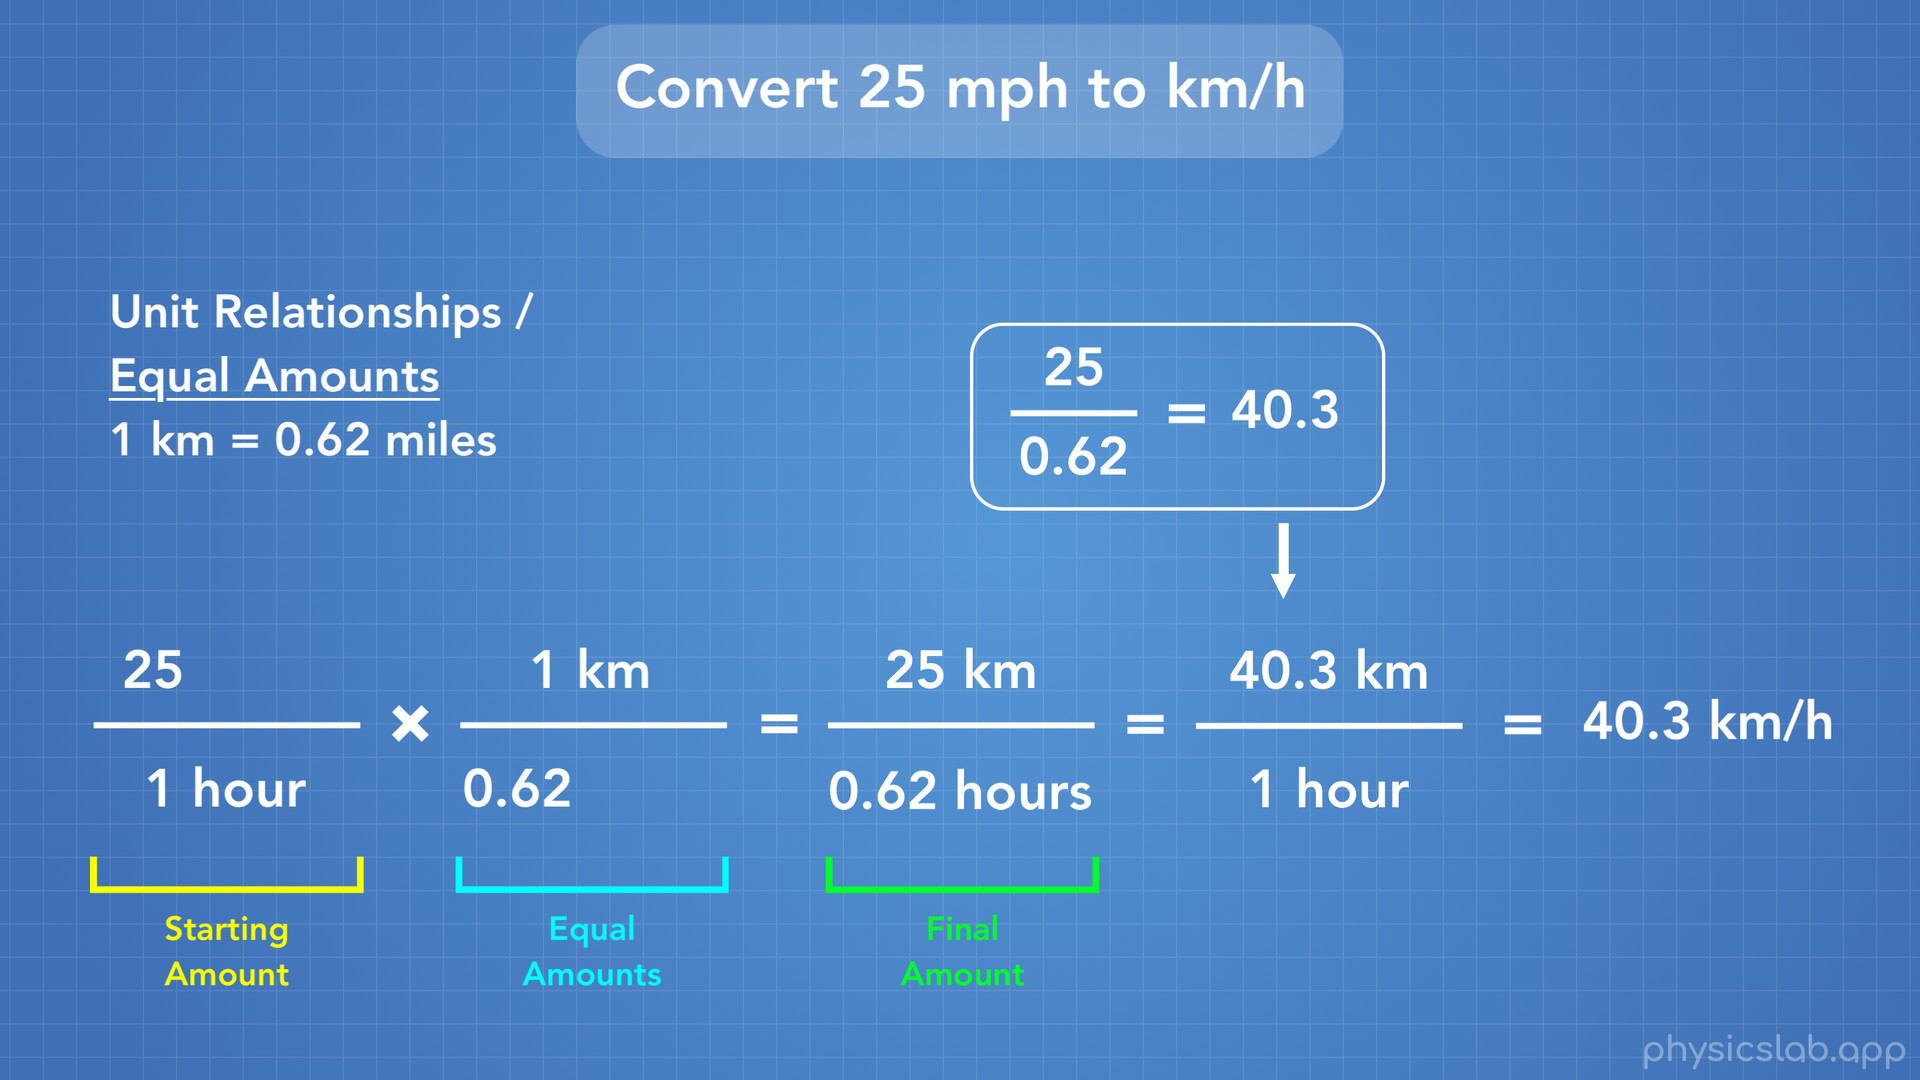 Convert 25 mph to km/h
Unit Relationships /
Equal Amounts
1 km = 0.62 miles
25
0.62
= 40.3
25
1 hour
×
1 km
0.62
=
25 km
0.62 hours
=
40.3 km
1 hour
= 40.3 km/h
Starting
Amount
Equal
Amounts
Final
Amount
physicslab.app